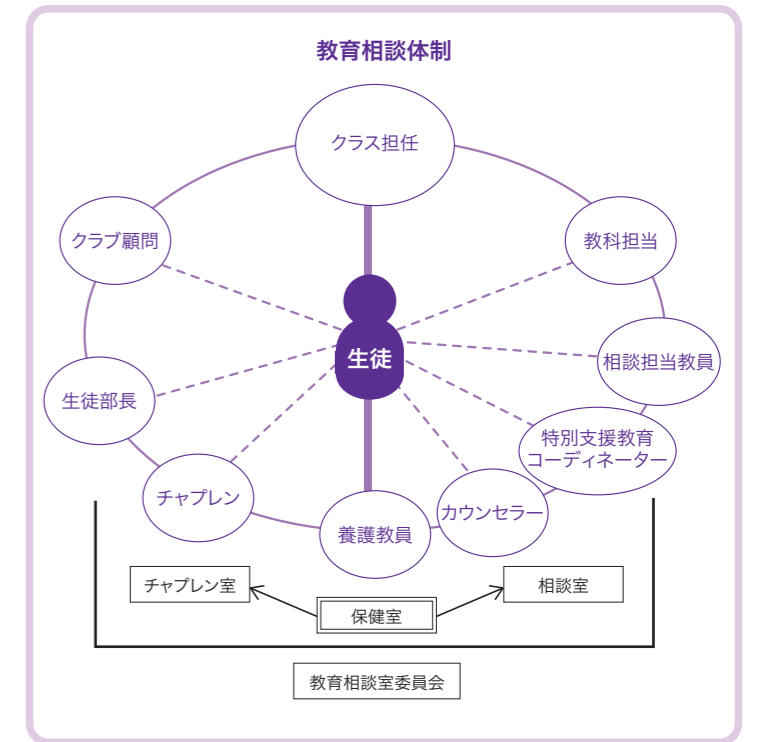 教育相談体制
クラス担任
クラブ顧問
教科担当
生徒
相談担当教員
生徒部長
特別支援教育
コーディネーター
チャプレン
カウンセラー
養護教員
チャプレン室
相談室
保健室
教育相談室委員会